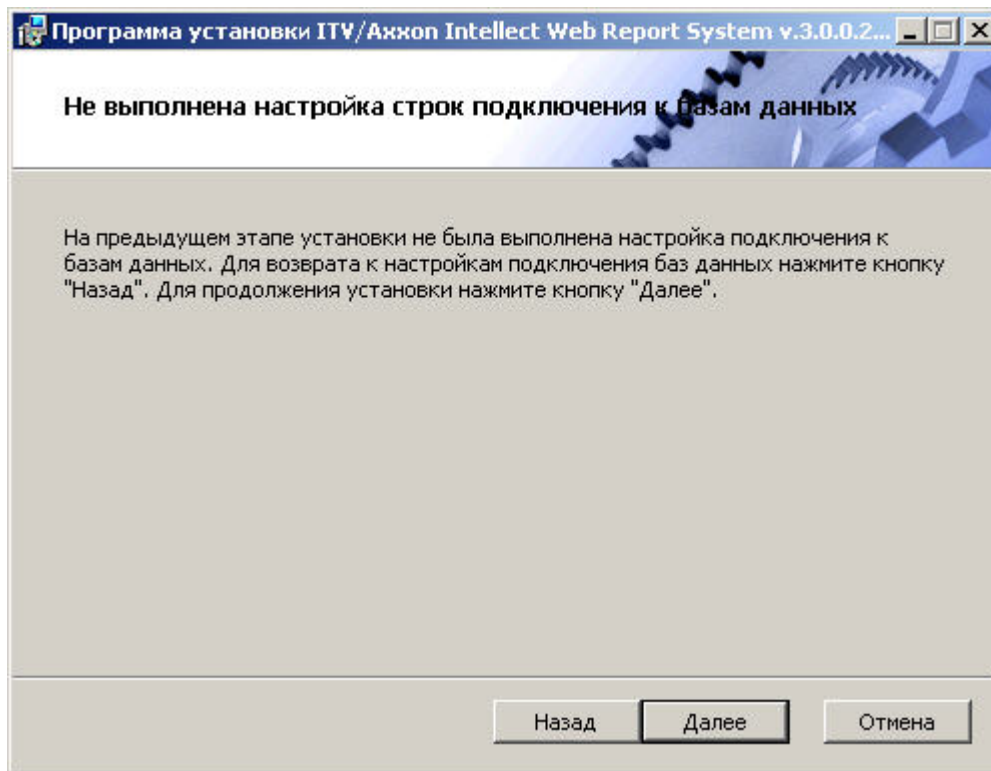 Программа установки ITV/Axxon Intellect Web Report System v.3.0.0.2...
Не выполнена настройка строк подключения к базам данных
На предыдущем этапе установки не была выполнена настройка подключения к
базам данных. Для возврата к настройкам подключения баз данных нажмите кнопку
"Назад". Для продолжения установки нажмите кнопку "Далее".
Назад Далее Отмена